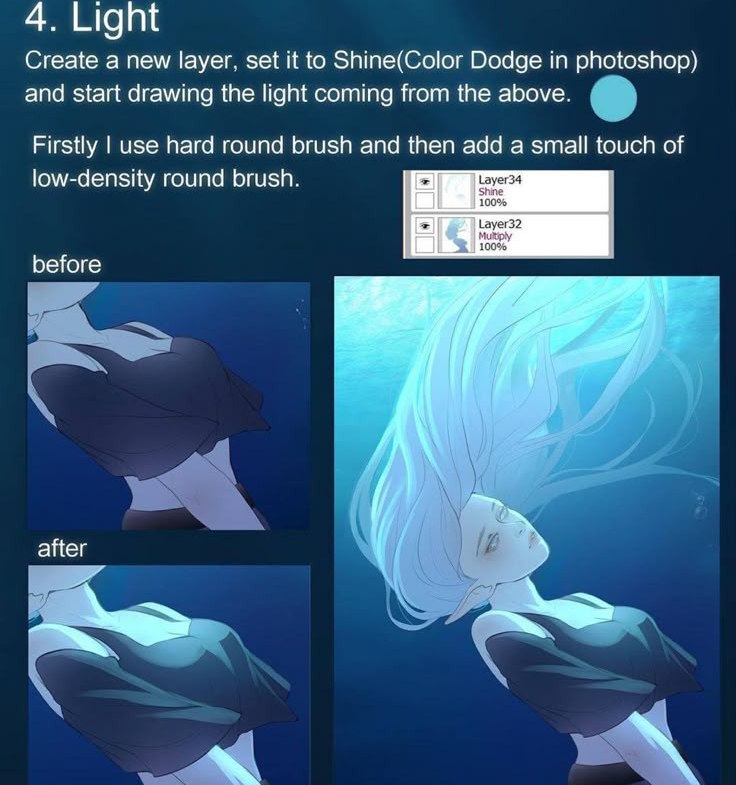 4. Light
Create a new layer, set it to Shine(Color Dodge in photoshop)
and start drawing the light coming from the above.
Firstly I use hard round brush and then add a small touch of
low-density round brush.
Layer34
Shine
100%
Layer32
Multiply
100%
before
after